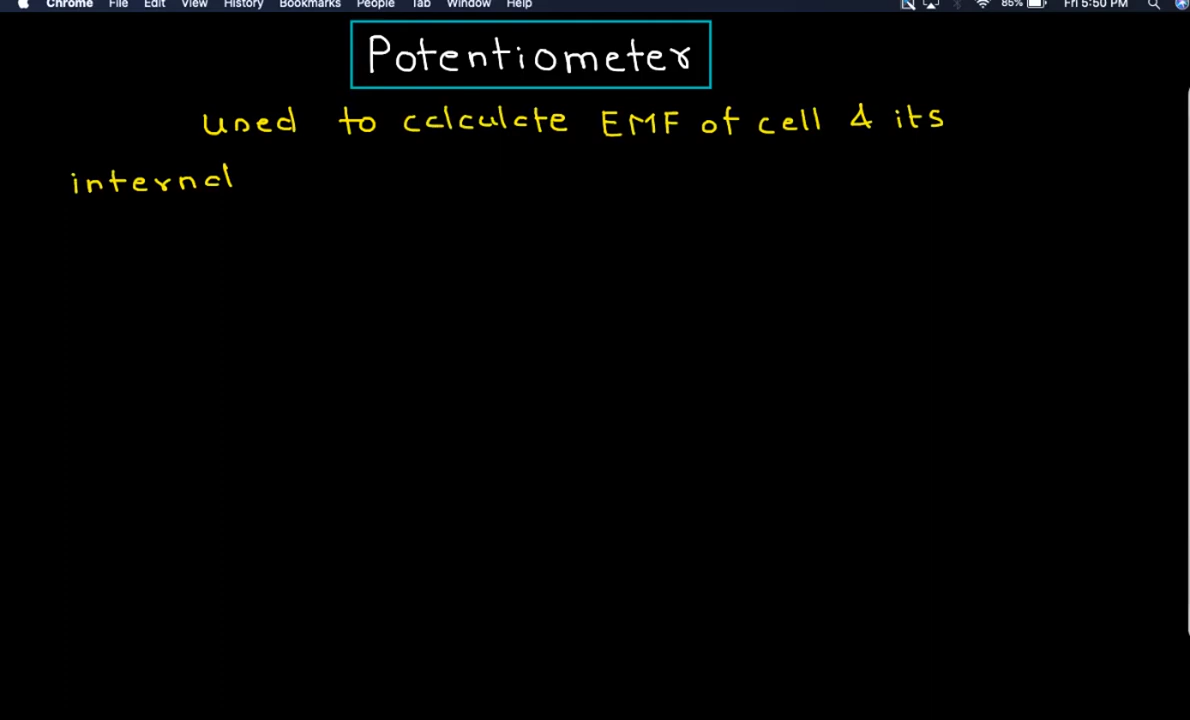 Chrome File Edit View History Bookmarks People Tab Window Help 85% Fri 5:50 PM
Potentiometer
used to calculate EMF of cell & its
internal